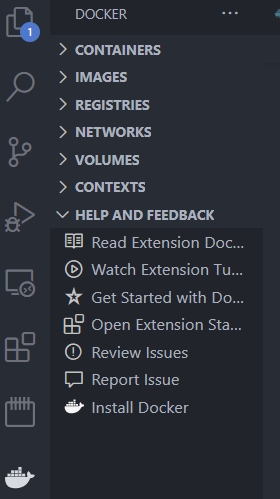 DOCKER
...
CONTAINERS
IMAGES
REGISTRIES
NETWORKS
VOLUMES
CONTEXTS
HELP AND FEEDBACK
Read Extension Doc...
Watch Extension Tu...
Get Started with Do...
Open Extension Sta...
Review Issues
Report Issue
Install Docker
1